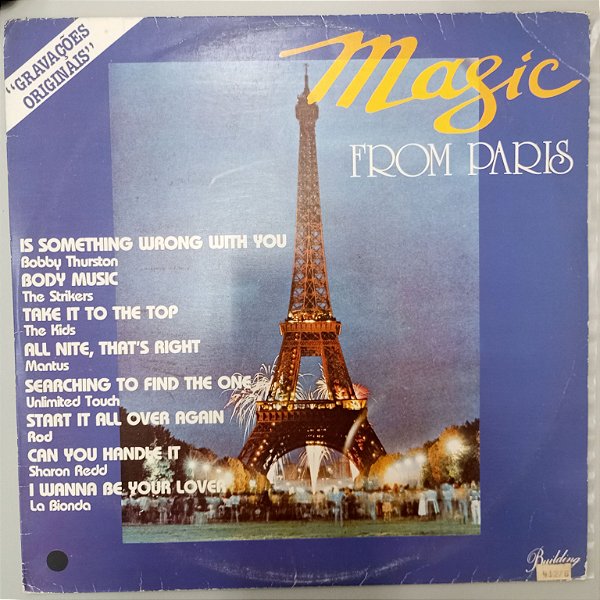 "GRAVAÇÕES
ORIGINAIS"
Magic
FROM PARIS
IS SOMETHING WRONG WITH YOU
Bobby Thurston
BODY MUSIC
The Strikers
TAKE IT TO THE TOP
The Kids
ALL NITE, THAT'S RIGHT
Mantus
SEARCHING TO FIND THE ONE
Unlimited Touch
START IT ALL OVER AGAIN
Rod
CAN YOU HANDLE IT
Sharon Redd
I WANNA BE YOUR LOVER
La Bionda
Building